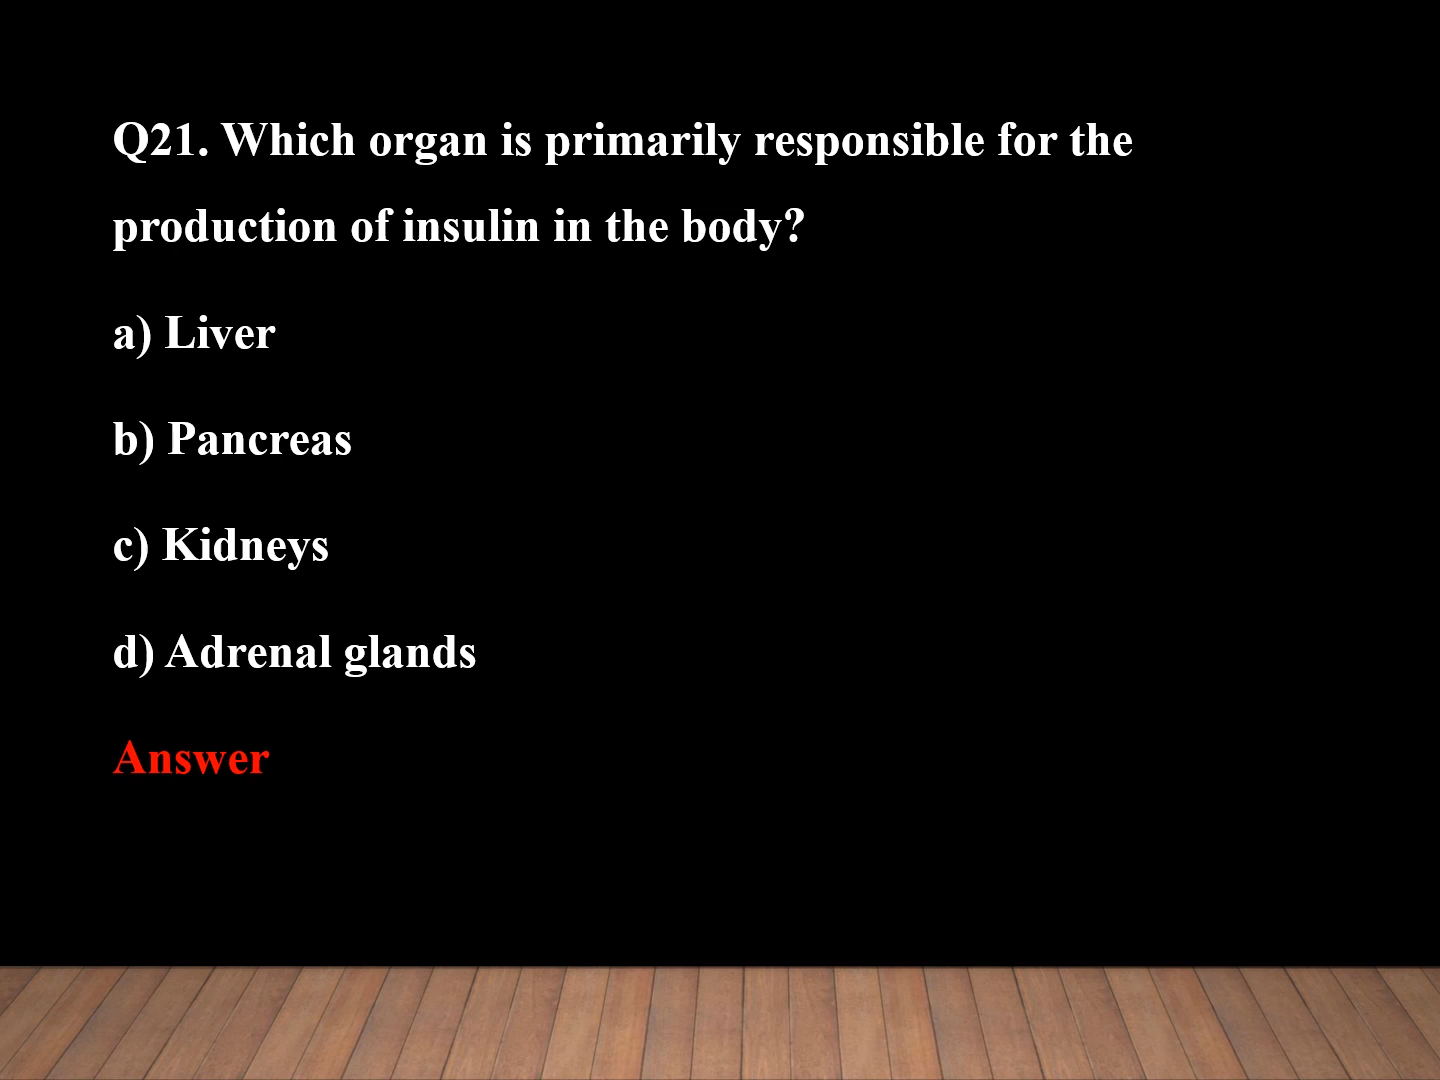 Q21. Which organ is primarily responsible for the
production of insulin in the body?
a) Liver
b) Pancreas
c) Kidneys
d) Adrenal glands
Answer